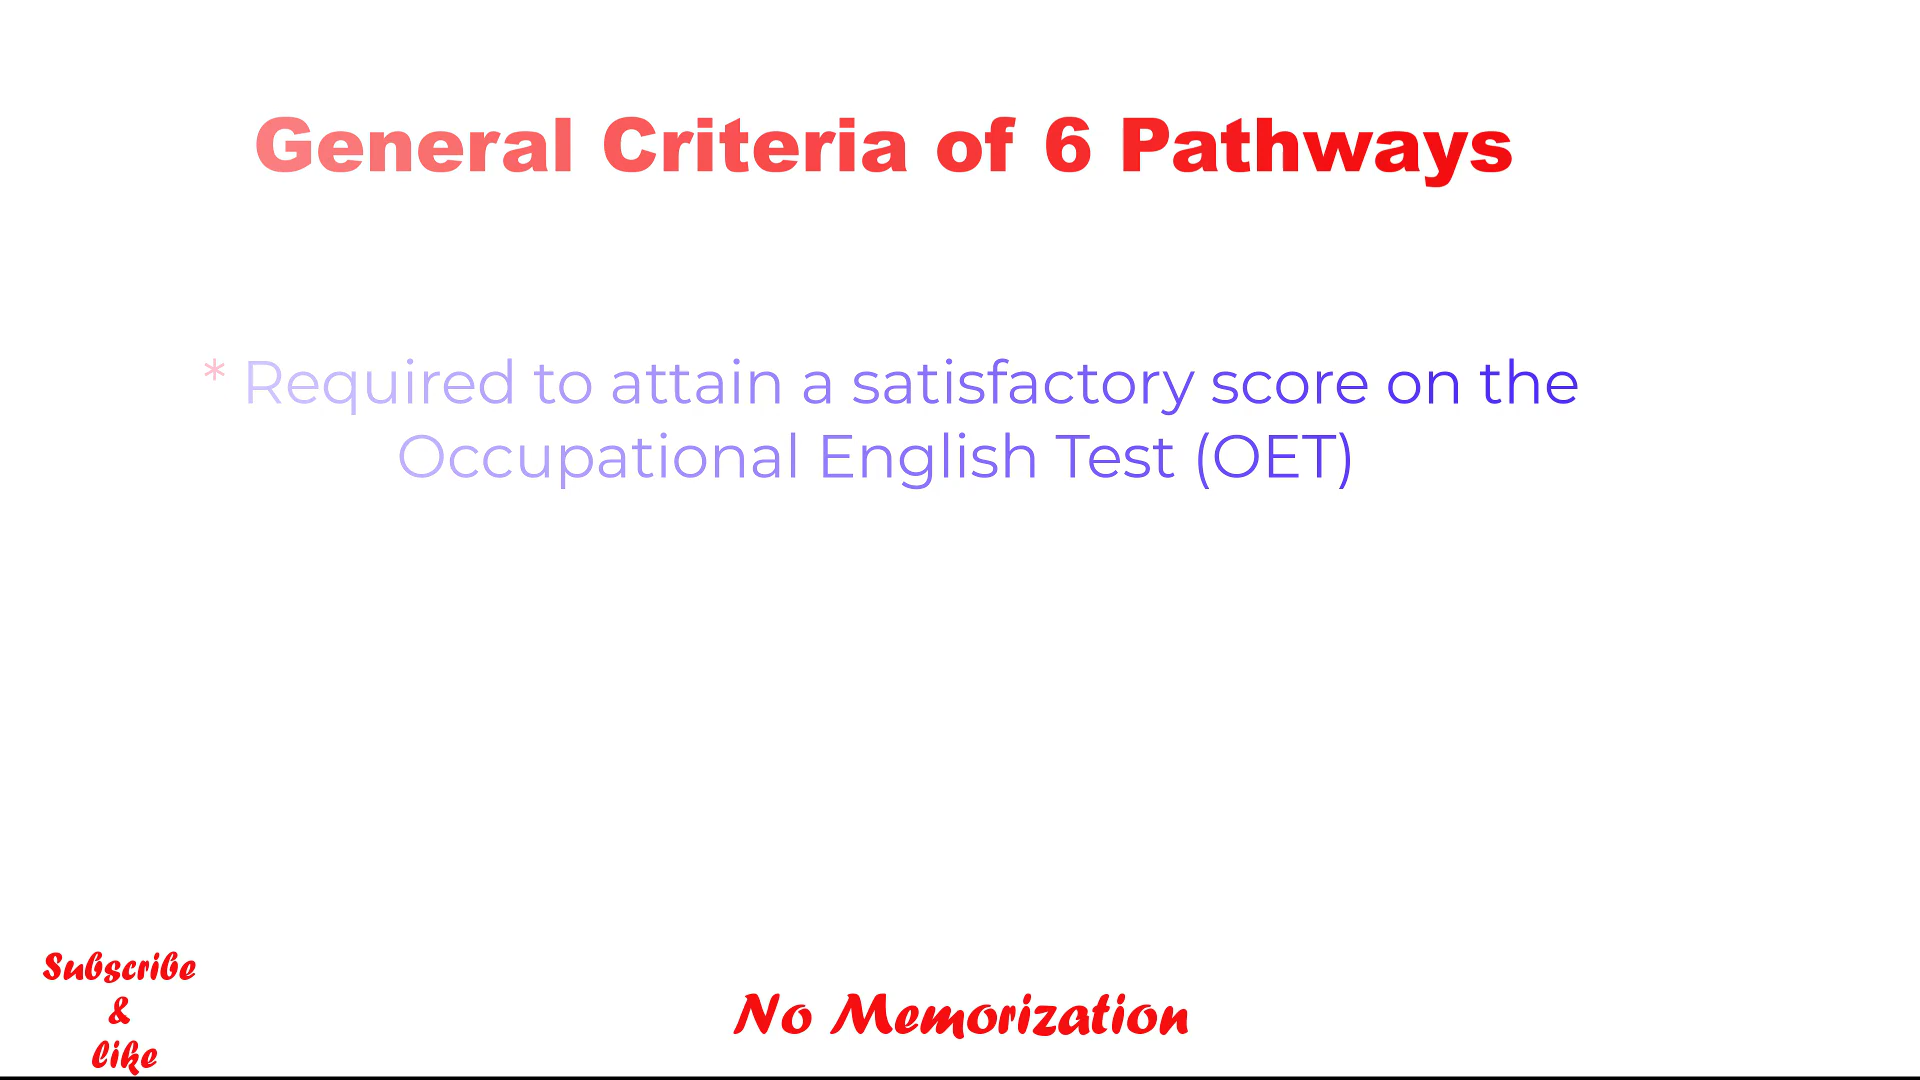 General Criteria of 6 Pathways
* Required to attain a satisfactory score on the
Occupational English Test (OET)
Subscribe
&
like
No Memorization